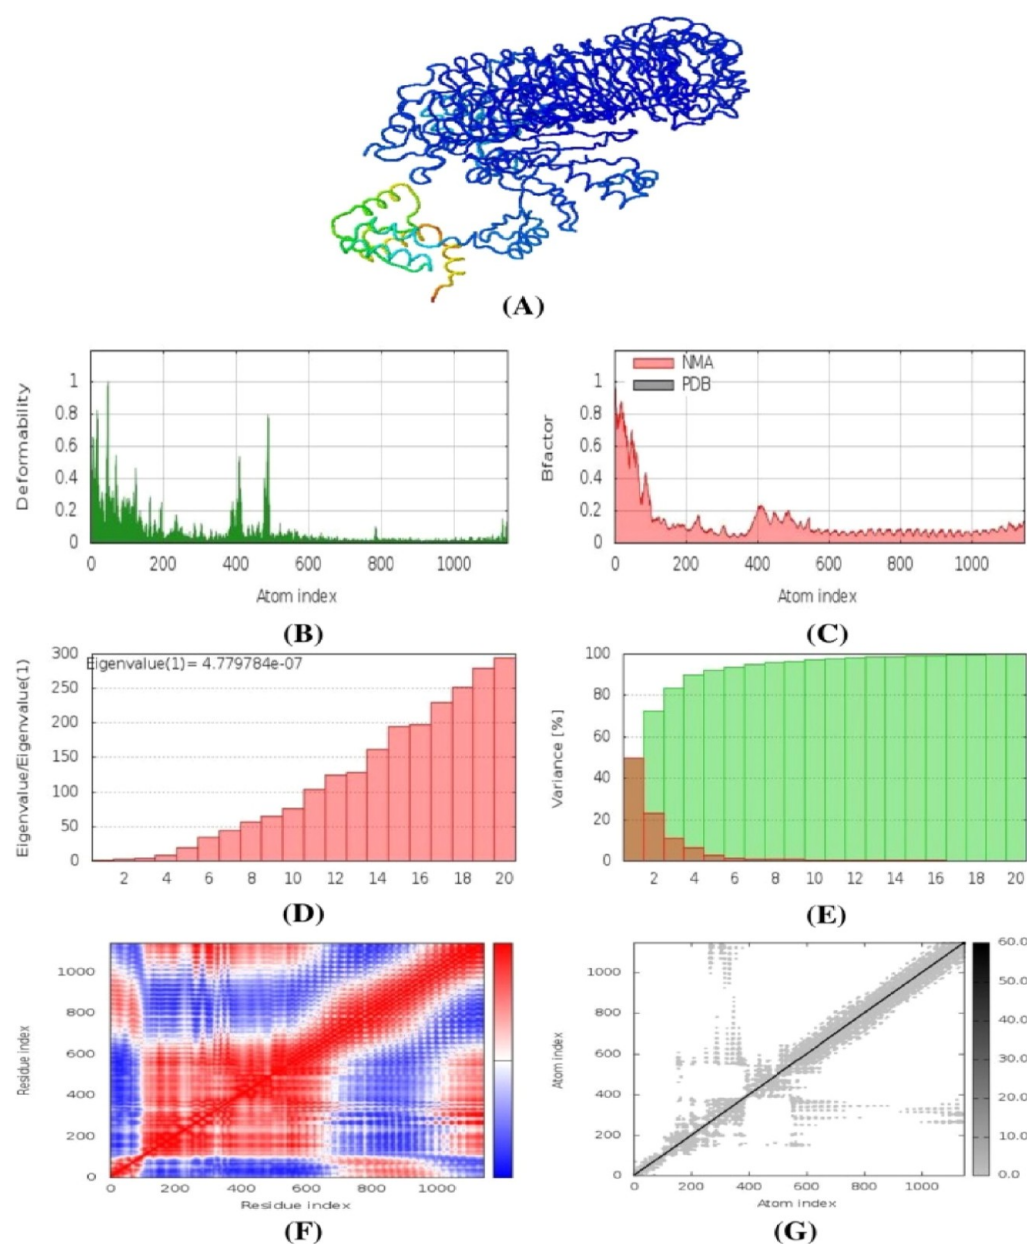 (A)
Deformability
1
0.8
0.6
0.4
0.2
0
0 200 400 600 800 1000
Atom index
(B)
Bfactor
NMA
PDB
1
0.8
0.6
0.4
0.2
0
0 200 400 600 800 1000
Atom index
(C)
Eigenvalue/Eigenvalue(1)
Eigenvalue(1)= 4.779784e-07
300
250
200
150
100
50
0
2 4 6 8 10 12 14 16 18 20
(D)
Variance [%]
100
80
60
40
20
0
2 4 6 8 10 12 14 16 18 20
(E)
Residue index
1000
800
600
400
200
0
0 200 400 600 800 1000
Residue index
(F)
Atom index
1000
800
600
400
200
0
0 200 400 600 800 1000
Atom index
60.0
50.0
40.0
30.0
20.0
10.0
0.0
(G)